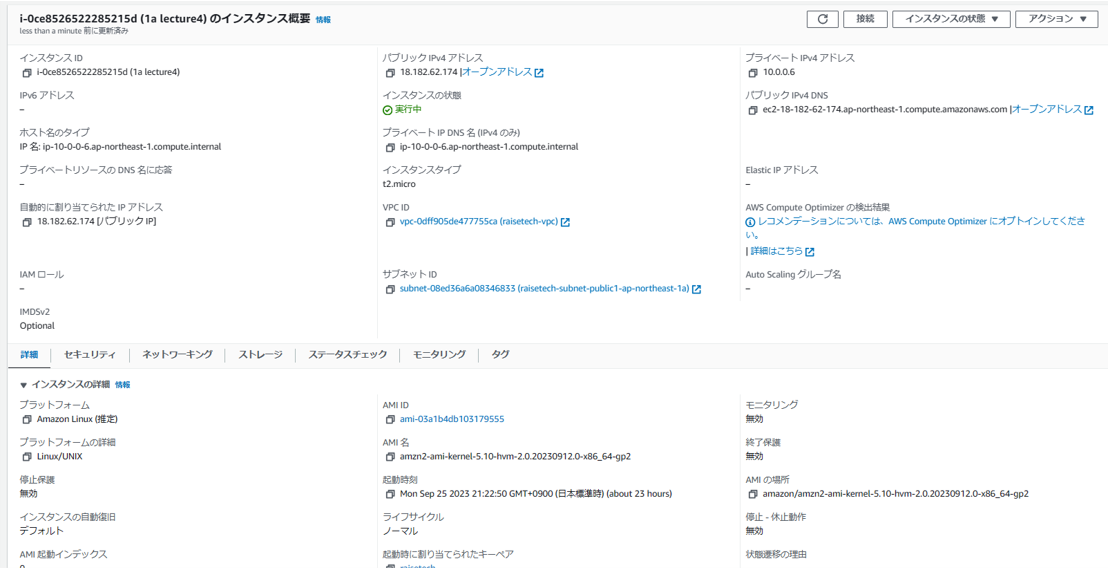 i-0ce8526522285215d (1a lecture4) のインスタンス概要 情報
less than a minute 前に更新済み
接続
インスタンスの状態 ▼
アクション ▼
インスタンス ID
i-0ce8526522285215d (1a lecture4)
パブリック IPv4 アドレス
18.182.62.174 |オープンアドレス
プライベート IPv4 アドレス
10.0.0.6
IPv6 アドレス
–
インスタンスの状態
実行中
パブリック IPv4 DNS
ec2-18-182-62-174.ap-northeast-1.compute.amazonaws.com |オープンアドレス
ホスト名のタイプ
IP 名: ip-10-0-0-6.ap-northeast-1.compute.internal
プライベート IP DNS 名 (IPv4 のみ)
ip-10-0-0-6.ap-northeast-1.compute.internal
プライベートリソースの DNS 名に応答
–
インスタンスタイプ
t2.micro
Elastic IP アドレス
–
自動的に割り当てられた IP アドレス
18.182.62.174 [パブリック IP]
VPC ID
vpc-0dff905de477755ca (raisetech-vpc)
AWS Compute Optimizer の検出結果
レコメンデーションについては、AWS Compute Optimizer にオプトインしてくださ
い。
| 詳細はこちら
IAM ロール
–
サブネット ID
subnet-08ed36a6a08346833 (raisetech-subnet-public1-ap-northeast-1a)
Auto Scaling グループ名
–
IMDSv2
Optional
詳細
セキュリティ
ネットワーキング
ストレージ
ステータスチェック
モニタリング
タグ
▼ インスタンスの詳細 情報
プラットフォーム
Amazon Linux (推定)
AMI ID
ami-03a1b4db103179555
モニタリング
無効
プラットフォームの詳細
Linux/UNIX
AMI 名
amzn2-ami-kernel-5.10-hvm-2.0.20230912.0-x86_64-gp2
終了保護
無効
停止保護
無効
起動時刻
Mon Sep 25 2023 21:22:50 GMT+0900 (日本標準時) (about 23 hours)
AMI の場所
amazon/amzn2-ami-kernel-5.10-hvm-2.0.20230912.0-x86_64-gp2
インスタンスの自動復旧
デフォルト
ライフサイクル
ノーマル
停止 - 休止動作
無効
AMI 起動インデックス
0
起動時に割り当てられたキーペア
raisetech
状態遷移の理由